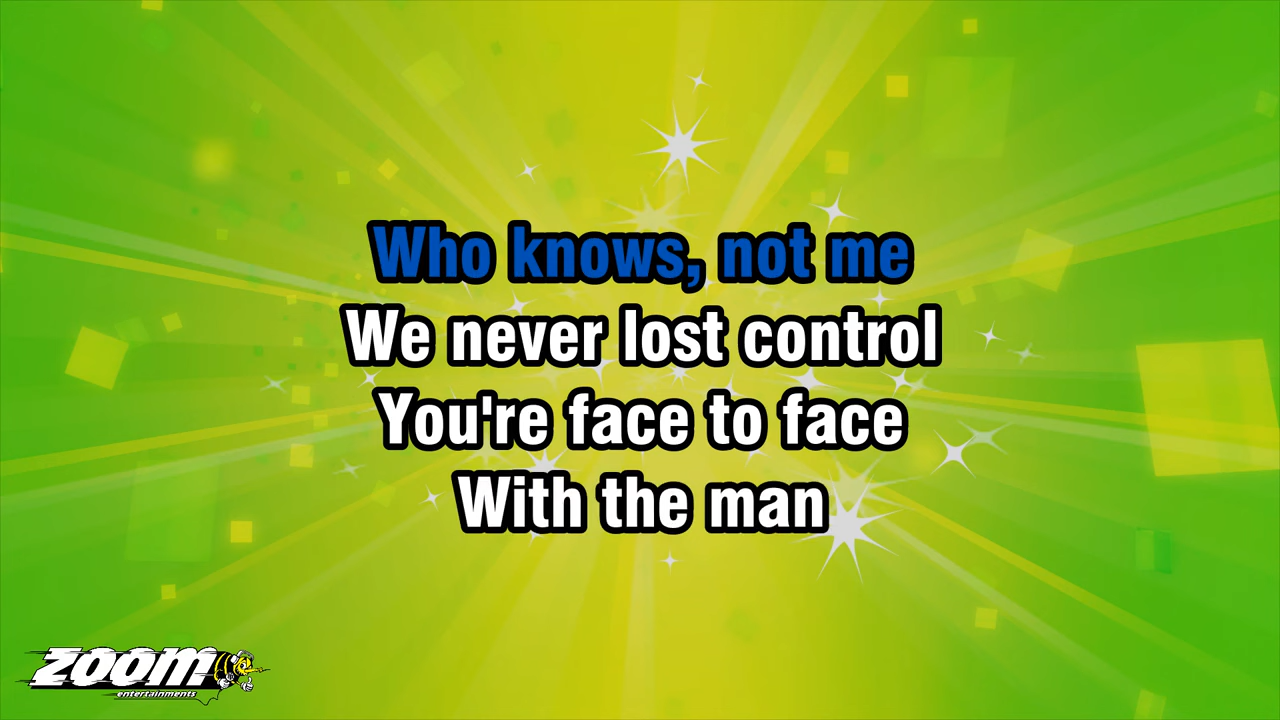 Who knows, not me
We never lost control
You're face to face
With the man
zoom
entertainments